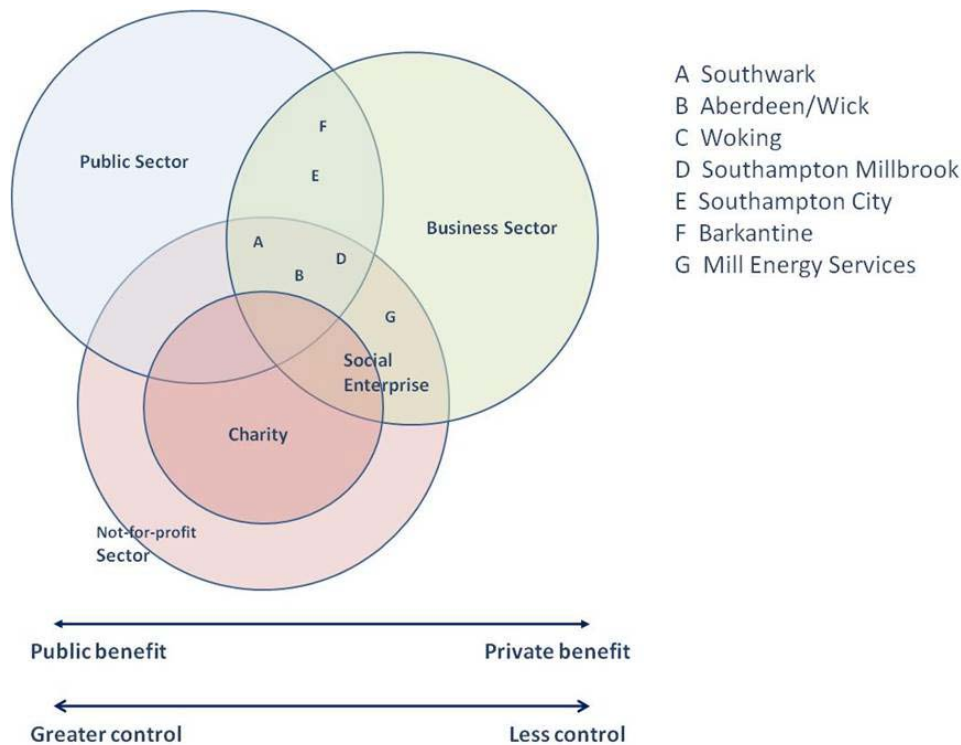 A Southwark
B Aberdeen/Wick
C Woking
D Southampton Millbrook
E Southampton City
F Barkantine
G Mill Energy Services
F
Public Sector
E
Business Sector
A
D
B
G
Social
Enterprise
Charity
Not-for-profit
Sector
Public benefit
Private benefit
Greater control
Less control